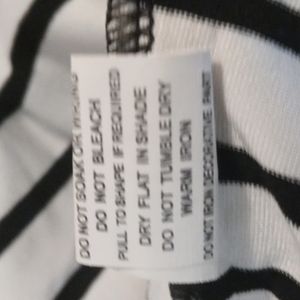 DO NOT SOAK OR WRING
DO NOT BLEACH
PULL TO SHAPE IF REQUIRED
DRY FLAT IN SHADE
DO NOT TUMBLE DRY
WARM IRON
DO NOT IRON DECORATIVE PART